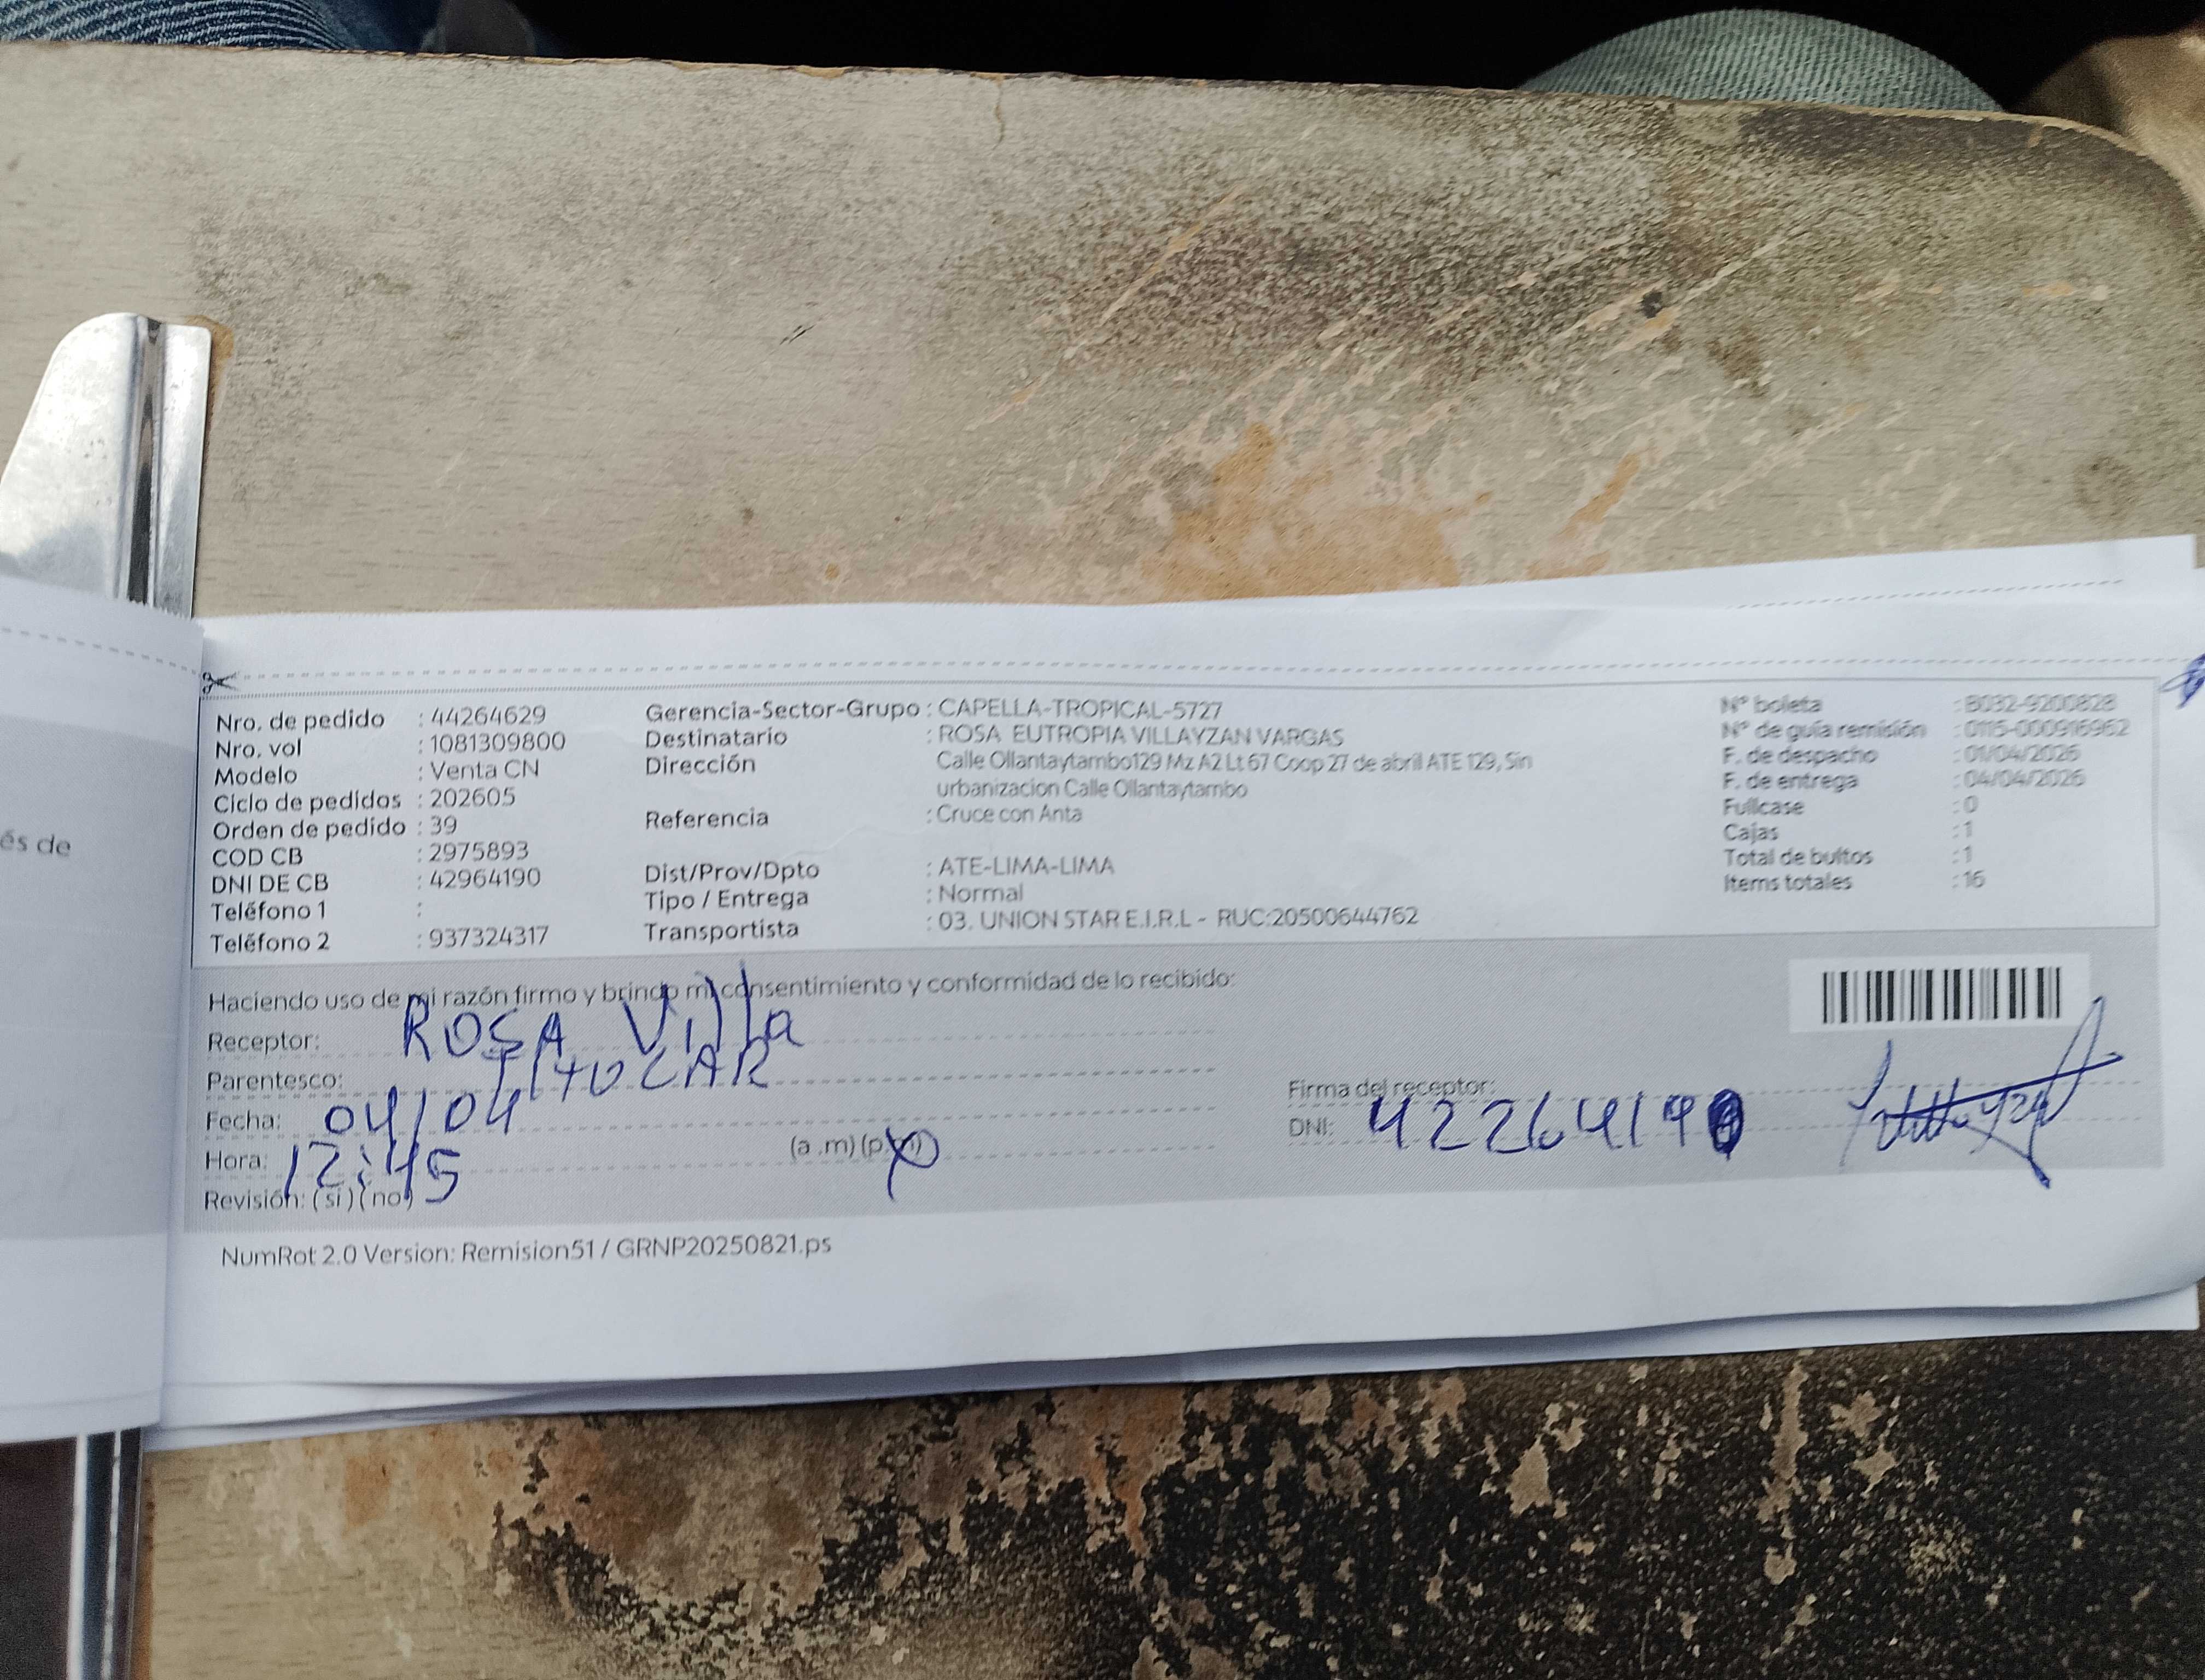 és de
Nro. de pedido : 44264629
Nro. vol : 1081309800
Modelo : Venta CN
Ciclo de pedidos : 202605
Orden de pedido : 39
COD CB : 2975893
DNI DE CB : 42964190
Teléfono 1 :
Teléfono 2 : 937324317
Gerencia-Sector-Grupo : CAPELLA-TROPICAL-5727
Destinatario : ROSA EUTROPIA VILLAYZAN VARGAS
Dirección Calle Ollantaytambo129 Mz A2 Lt 67 Coop 27 de abril ATE 129, Sin
urbanizacion Calle Ollantaytambo
Referencia : Cruce con Anta
Dist/Prov/Dpto : ATE-LIMA-LIMA
Tipo / Entrega : Normal
Transportista : 03. UNION STAR E.I.R.L - RUC:20500644762
N° boleta : B032-9200828
N° de guía remisión : 0115-000916962
F. de despacho : 01/04/2026
F. de entrega : 04/04/2026
Fullcase : 0
Cajas : 1
Total de bultos : 1
Items totales : 16
Haciendo uso de mi razón firmo y brindo mi consentimiento y conformidad de lo recibido:
Receptor: ROSA Villa
Parentesco: TITULAR
Fecha: 04/04
Hora: 12:45 (a .m) (p.m)
Revisión: (si) (no)
Firma del receptor:
DNI: 4226419
NumRot 2.0 Version: Remision51 / GRNP20250821.ps